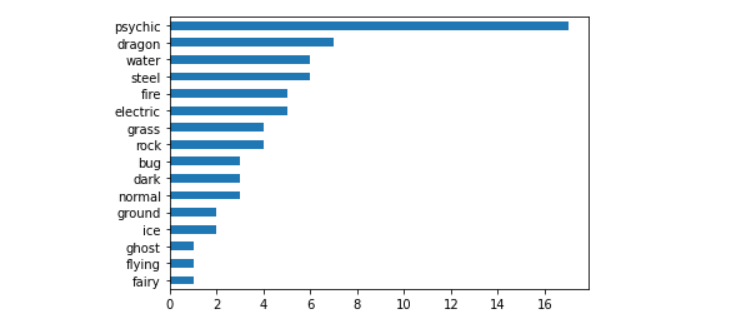 psychic
dragon
water
steel
fire
electric
grass
rock
bug
dark
normal
ground
ice
ghost
flying
fairy
0 2 4 6 8 10 12 14 16